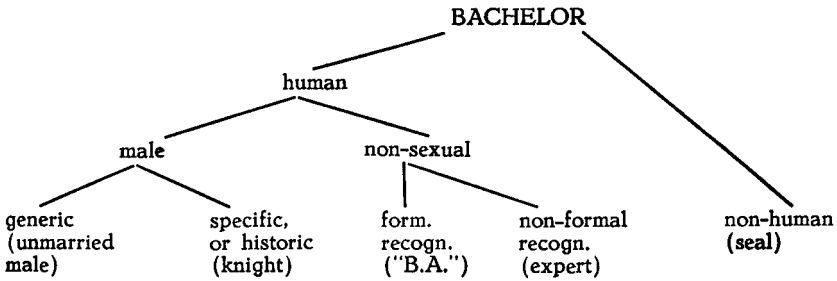 BACHELOR
human
male
non-sexual
generic
(unmarried
male)
specific,
or historic
(knight)
form.
recogn.
("B.A.")
non-formal
recogn.
(expert)
non-human
(seal)